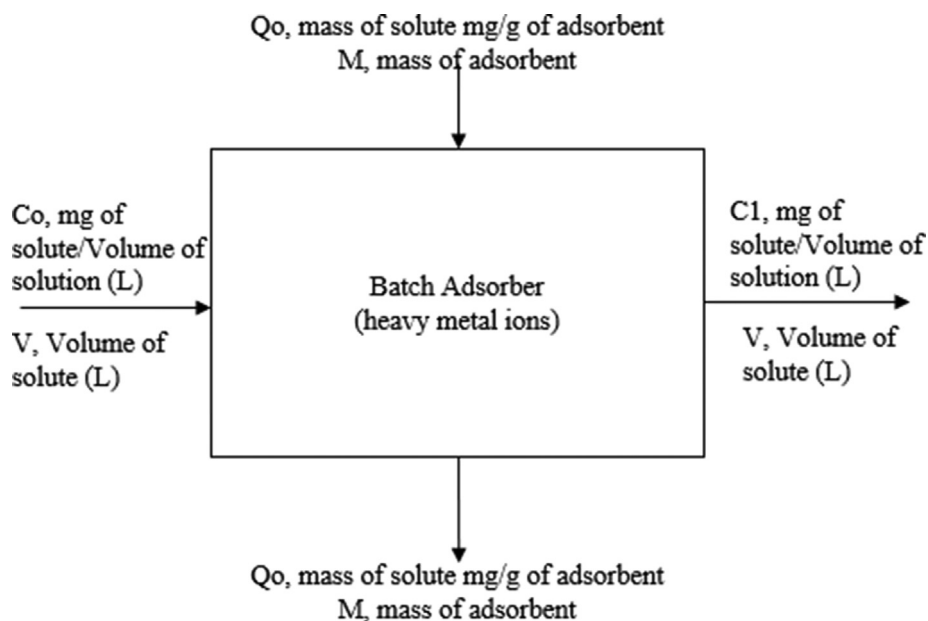 Qo, mass of solute mg/g of adsorbent
M, mass of adsorbent
Co, mg of
solute/Volume of
solution (L)
V, Volume of
solute (L)
Batch Adsorber
(heavy metal ions)
C1, mg of
solute/Volume of
solution (L)
V, Volume of
solute (L)
Qo, mass of solute mg/g of adsorbent
M, mass of adsorbent